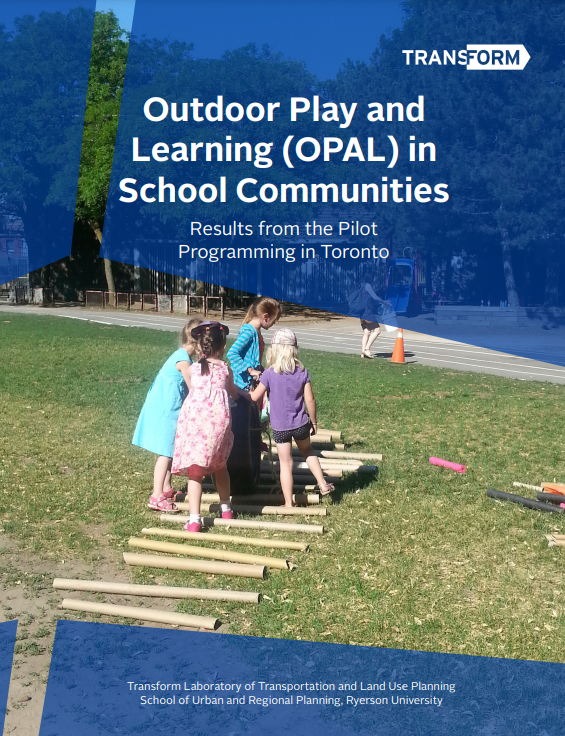 TRANSFORM
Outdoor Play and
Learning (OPAL) in
School Communities
Results from the Pilot
Programming in Toronto
Transform Laboratory of Transportation and Land Use Planning
School of Urban and Regional Planning, Ryerson University